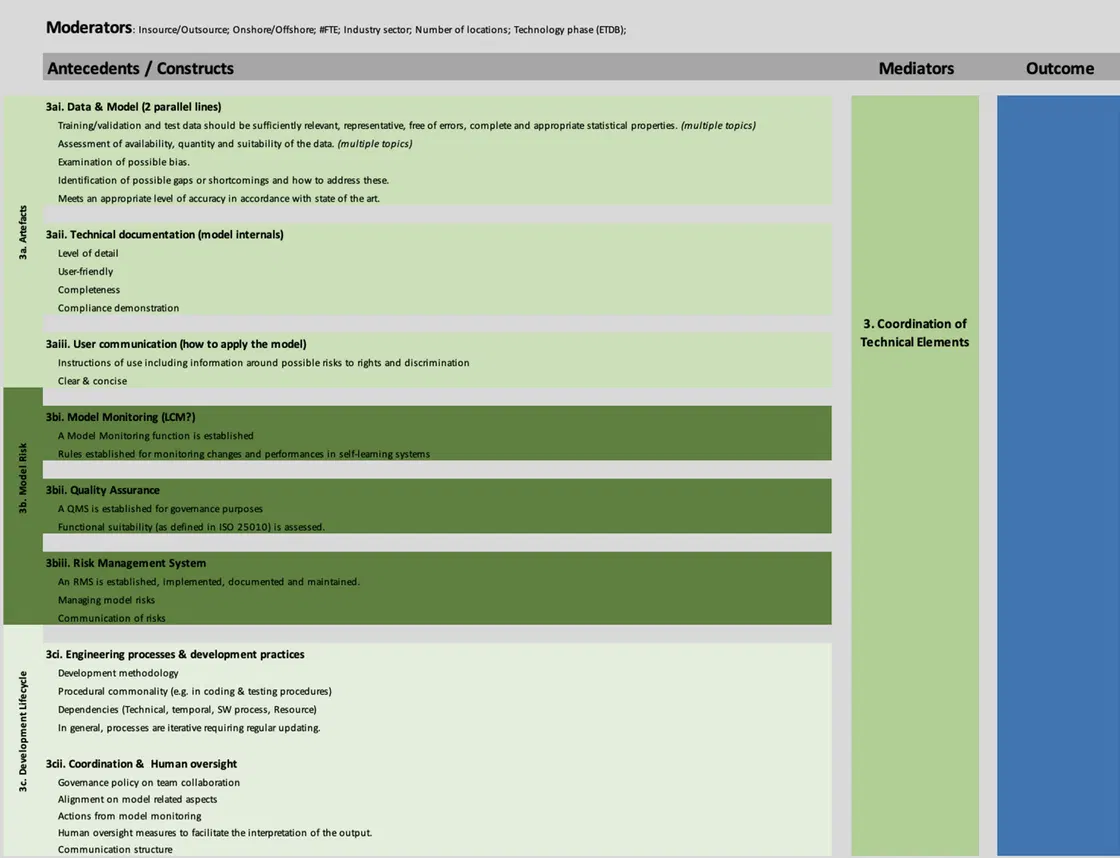 Moderators: Insource/Outsource; Onshore/Offshore; #FTE; Industry sector; Number of locations; Technology phase (ETDB);
Antecedents / Constructs
Mediators
Outcome
3a. Artefacts
3ai. Data & Model (2 parallel lines)
Training/validation and test data should be sufficiently relevant, representative, free of errors, complete and appropriate statistical properties. (multiple topics)
Assessment of availability, quantity and suitability of the data. (multiple topics)
Examination of possible bias.
Identification of possible gaps or shortcomings and how to address these.
Meets an appropriate level of accuracy in accordance with state of the art.
3aii. Technical documentation (model internals)
Level of detail
User-friendly
Completeness
Compliance demonstration
3aiii. User communication (how to apply the model)
Instructions of use including information around possible risks to rights and discrimination
Clear & concise
3b. Model Risk
3bi. Model Monitoring (LCM?)
A Model Monitoring function is established
Rules established for monitoring changes and performances in self-learning systems
3bii. Quality Assurance
A QMS is established for governance purposes
Functional suitability (as defined in ISO 25010) is assessed.
3biii. Risk Management System
An RMS is established, implemented, documented and maintained.
Managing model risks
Communication of risks
3c. Development Lifecycle
3ci. Engineering processes & development practices
Development methodology
Procedural commonality (e.g. in coding & testing procedures)
Dependencies (Technical, temporal, SW process, Resource)
In general, processes are iterative requiring regular updating.
3cii. Coordination & Human oversight
Governance policy on team collaboration
Alignment on model related aspects
Actions from model monitoring
Human oversight measures to facilitate the interpretation of the output.
Communication structure
3. Coordination of
Technical Elements